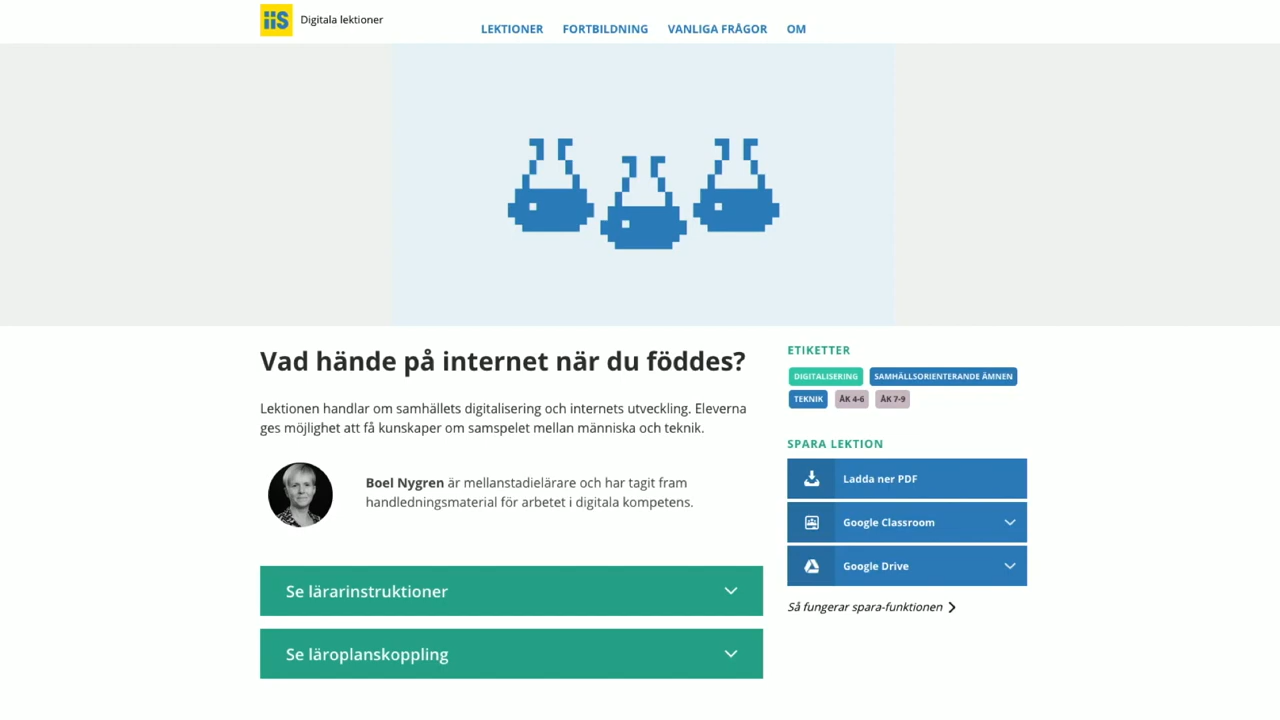 iis Digitala lektioner
LEKTIONER FORTBILDNING VANLIGA FRÅGOR OM
Vad hände på internet när du föddes?
Lektionen handlar om samhällets digitalisering och internets utveckling. Eleverna
ges möjlighet att få kunskaper om samspelet mellan människa och teknik.
Boel Nygren är mellanstadielärare och har tagit fram
handledningsmaterial för arbetet i digitala kompetens.
Se lärarinstruktioner
Se läroplanskoppling
ETIKETTER
DIGITALISERING SAMHÄLLSORIENTERANDE ÄMNEN
TEKNIK ÅK 4-6 ÅK 7-9
SPARA LEKTION
Ladda ner PDF
Google Classroom
Google Drive
Så fungerar spara-funktionen